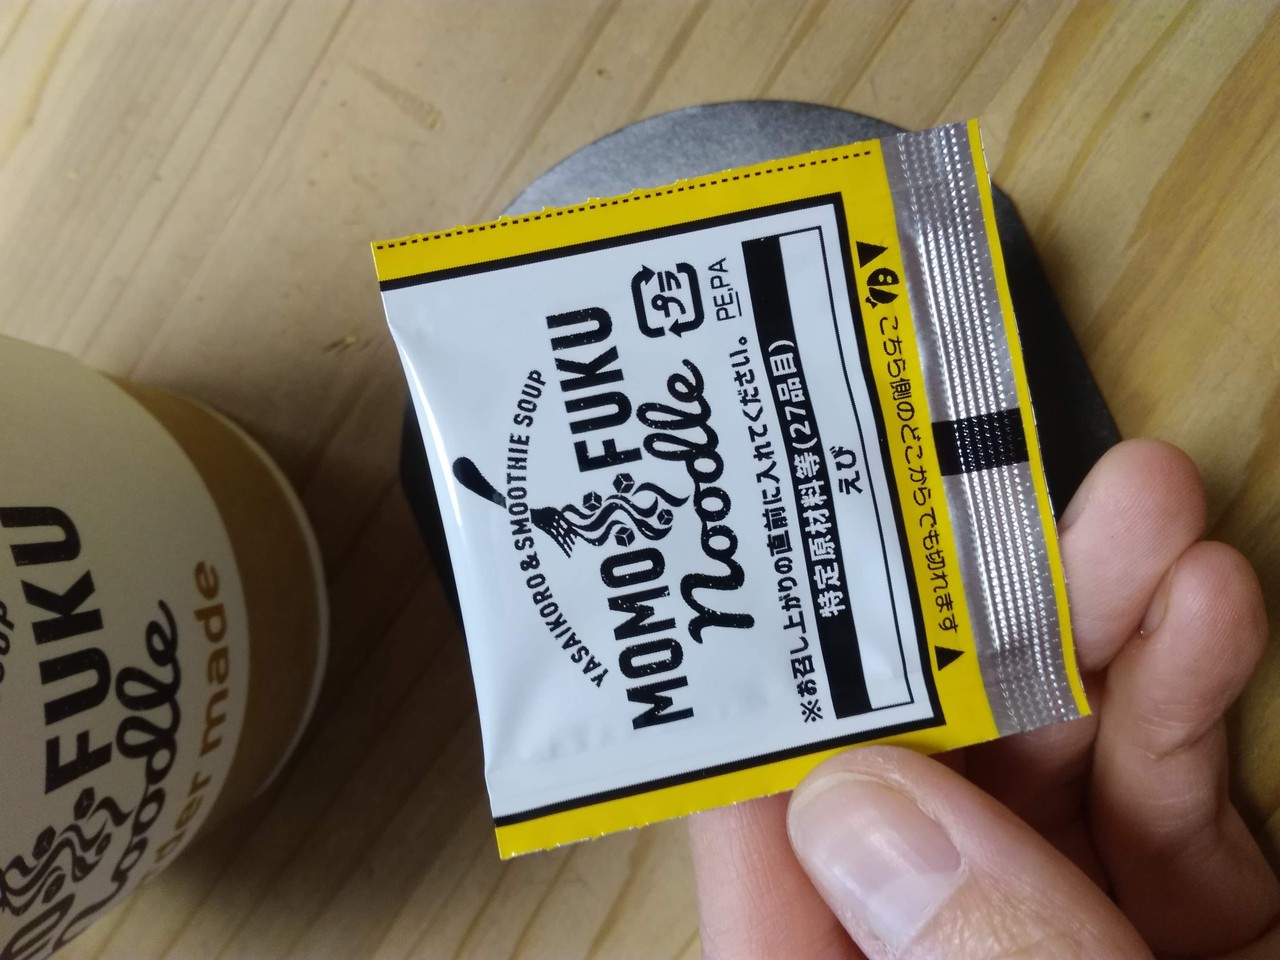 YASAIKORO & SMOOTHIE SOUP
MOMO FUKU
noodle
プラ
PE,PA
※お召し上がりの直前に入れてください。
特定原材料等(27品目)
えび
こちら側のどこからでも切れます
FUKU
noodle
made